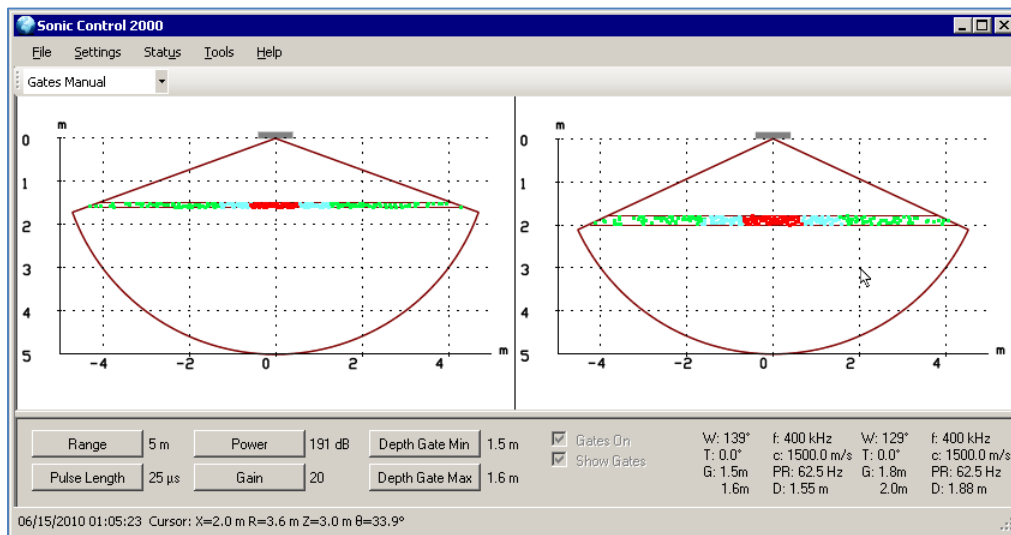 Sonic Control 2000
File Settings Status Tools Help
Gates Manual
m
0
1
2
3
4
5
-4 -2 0 2 4 m
m
0
1
2
3
4
5
-4 -2 0 2 4 m
Range 5 m Power 191 dB Depth Gate Min 1.5 m
Pulse Length 25 µs Gain 20 Depth Gate Max 1.6 m
Gates On
Show Gates
W: 139° f: 400 kHz W: 129° f: 400 kHz
T: 0.0° c: 1500.0 m/s T: 0.0° c: 1500.0 m/s
G: 1.5m PR: 62.5 Hz G: 1.8m PR: 62.5 Hz
1.6m D: 1.55 m 2.0m D: 1.88 m
06/15/2010 01:05:23 Cursor: X=2.0 m R=3.6 m Z=3.0 m θ=33.9°